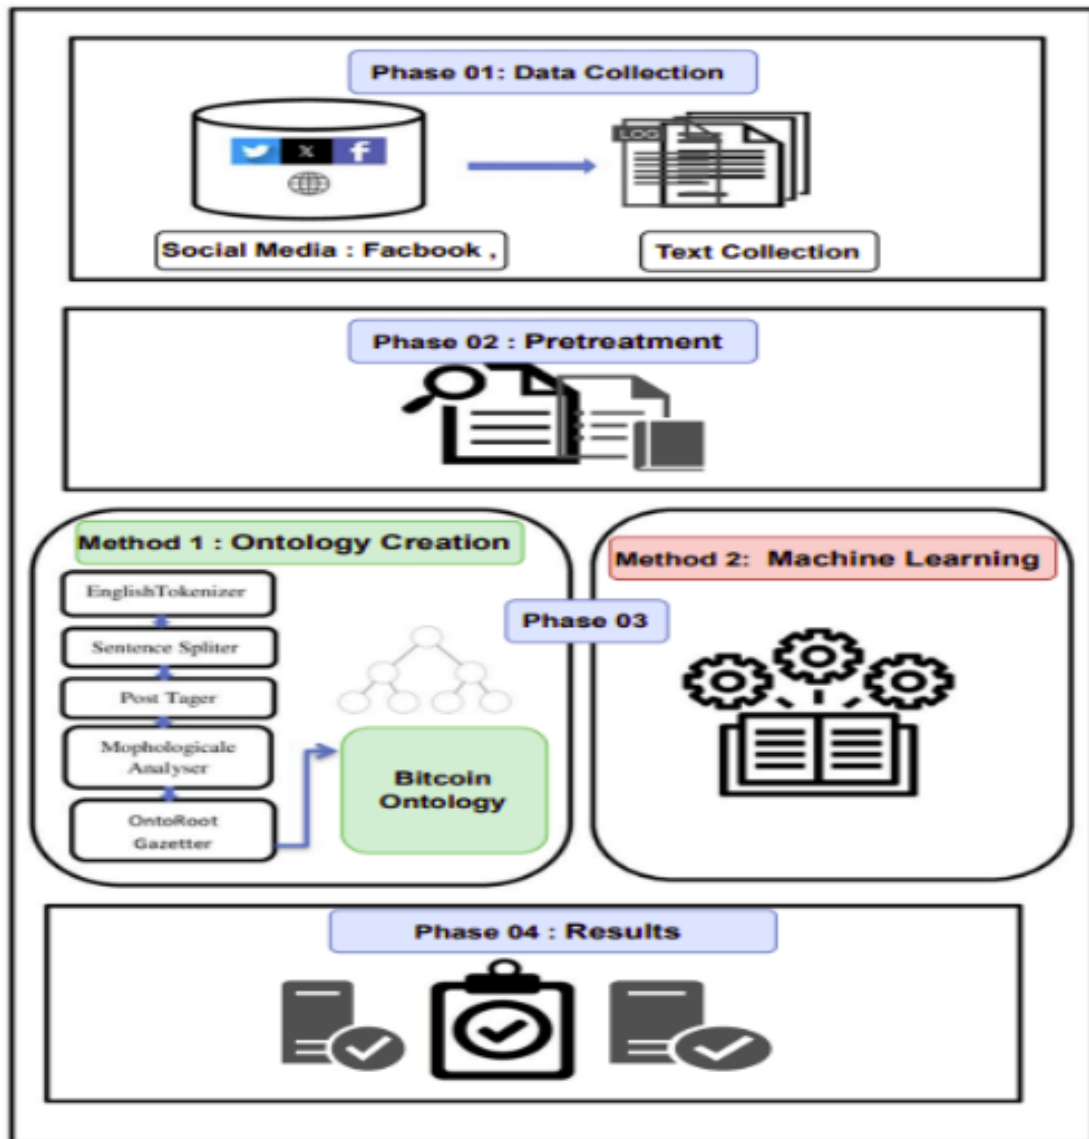 Phase 01: Data Collection
LOG
Social Media : Facbook ,
Text Collection
Phase 02 : Pretreatment
Method 1 : Ontology Creation
EnglishTokenizer
Sentence Spliter
Post Tager
Mophologicale
Analyser
OntoRoot
Gazetter
Bitcoin
Ontology
Phase 03
Method 2: Machine Learning
Phase 04 : Results